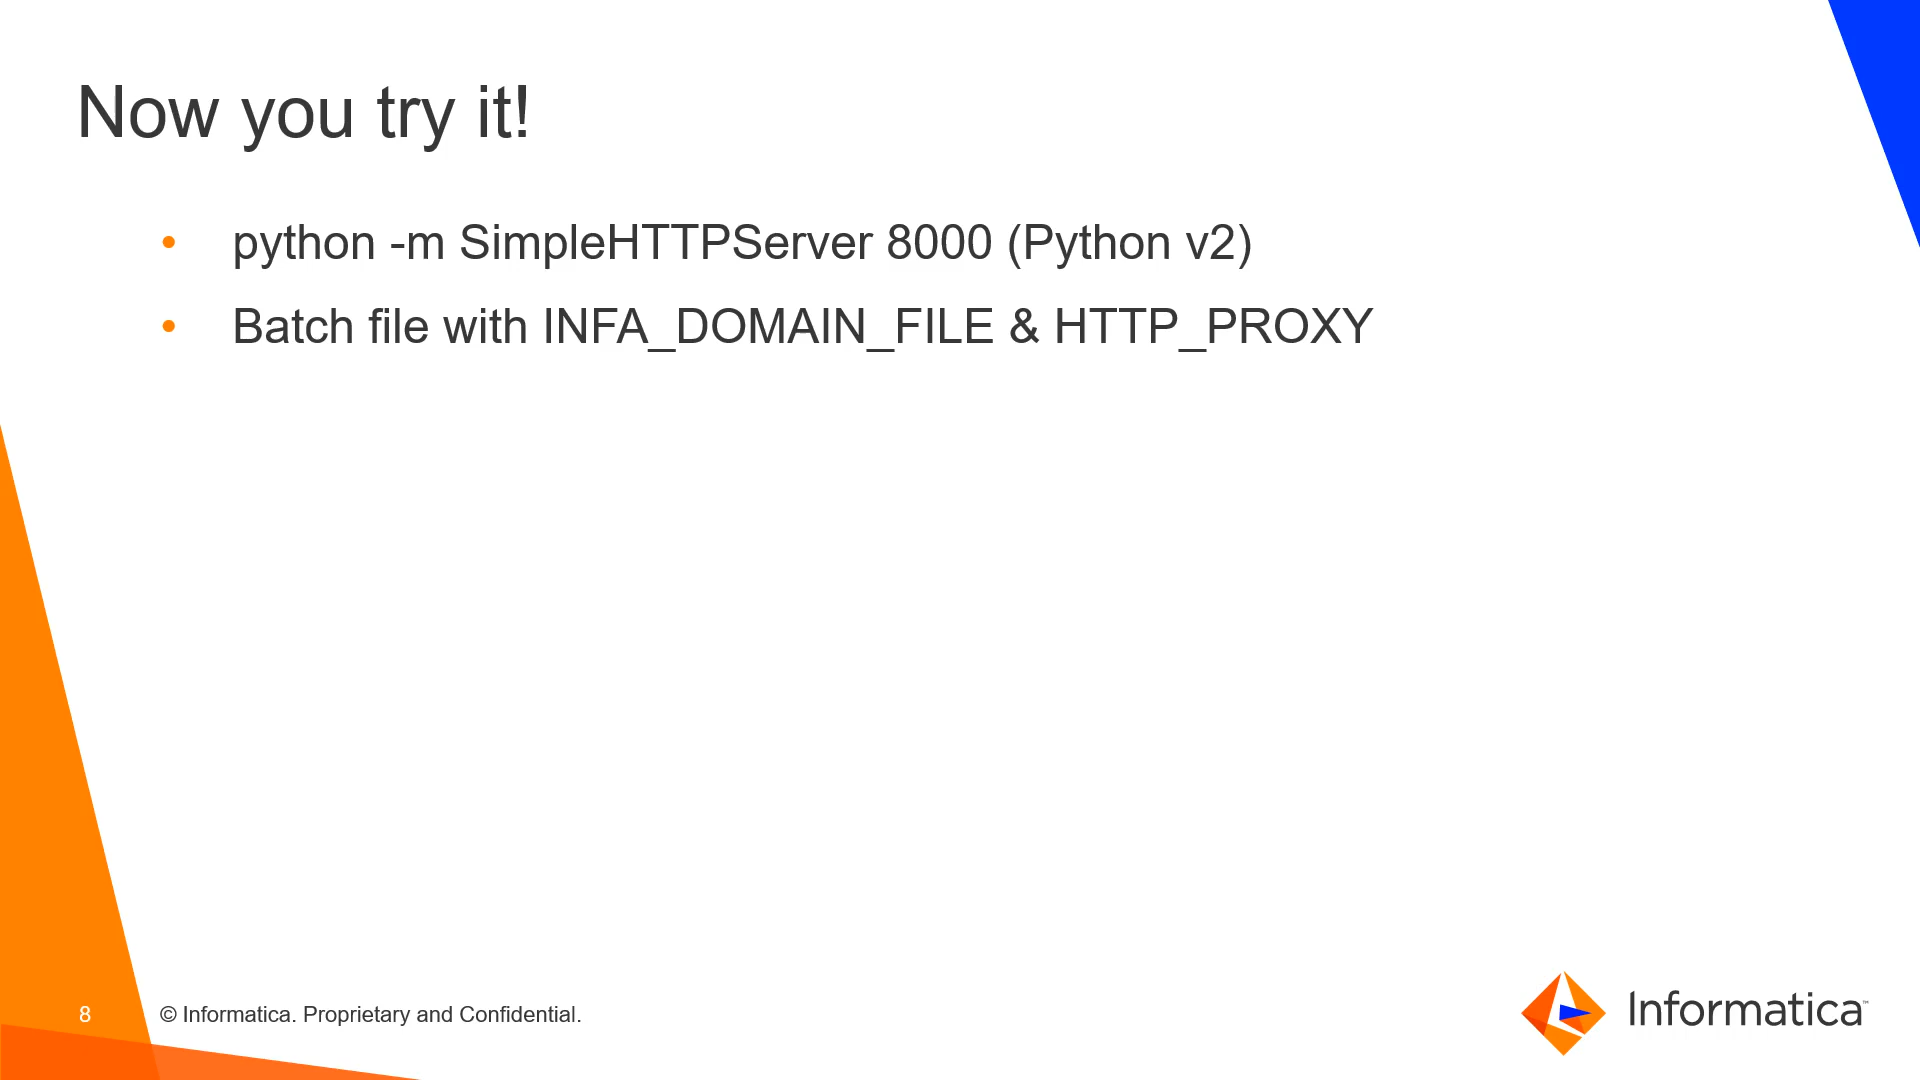 Now you try it!
• python -m SimpleHTTPServer 8000 (Python v2)
• Batch file with INFA_DOMAIN_FILE & HTTP_PROXY
8 © Informatica. Proprietary and Confidential.
Informatica™